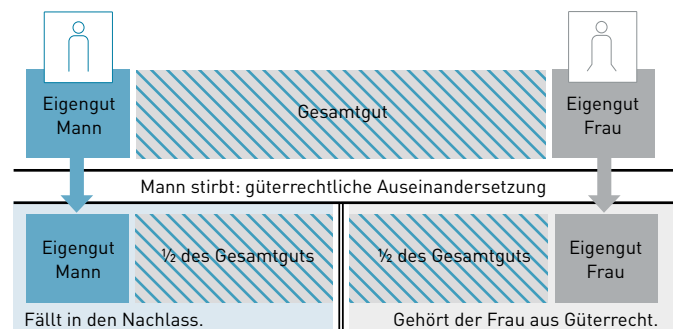 Eigengut
Mann
Gesamtgut
Eigengut
Frau
Mann stirbt: güterrechtliche Auseinandersetzung
Eigengut
Mann
½ des Gesamtguts
½ des Gesamtguts
Eigengut
Frau
Fällt in den Nachlass.
Gehört der Frau aus Güterrecht.